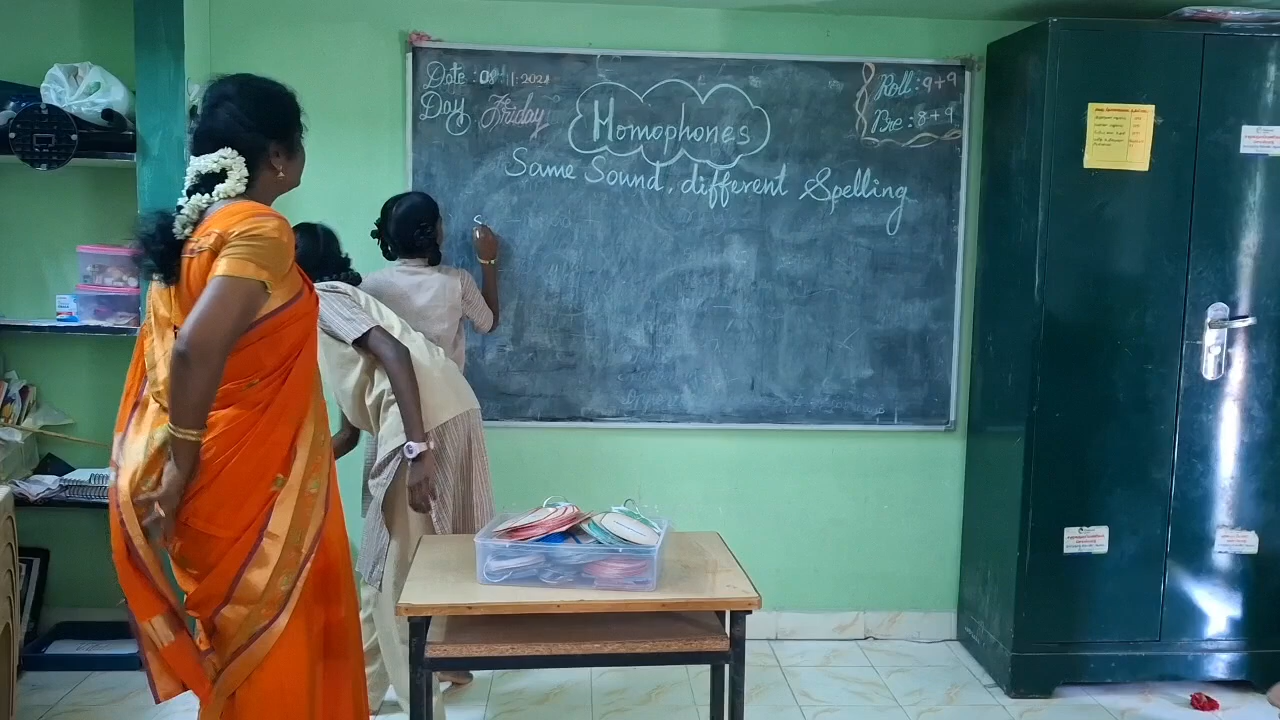 Date: 08 11.2024
Day Friday
Homophones
Same Sound, different Spelling
Roll: 9+9
Pre : 8+9
S